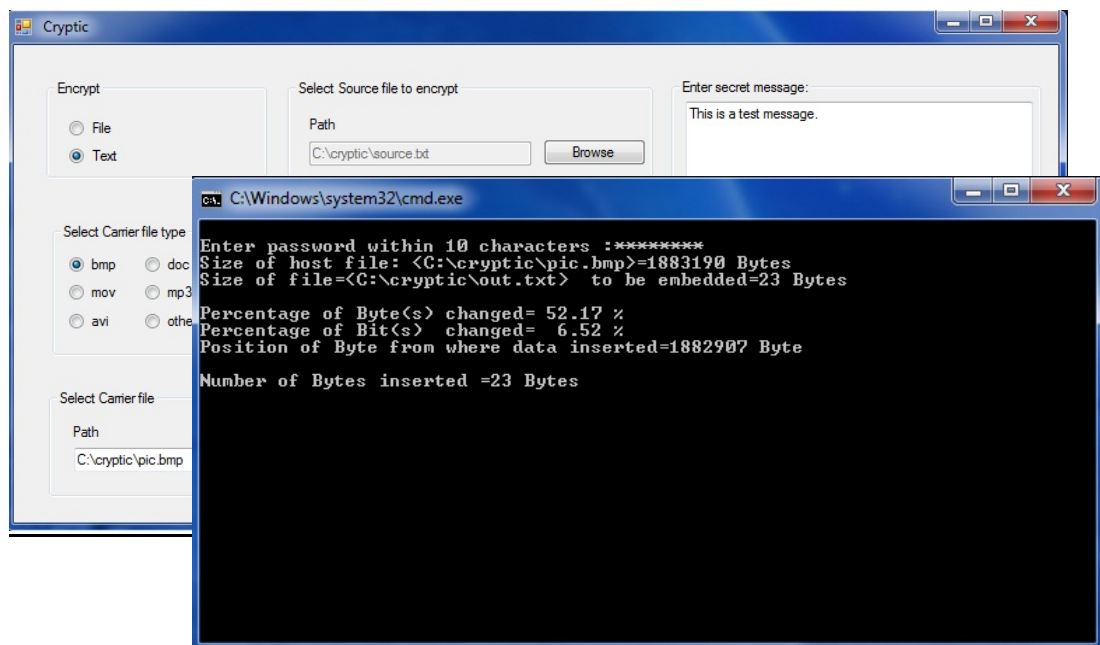 Cryptic
Encrypt
File
Text
Select Source file to encrypt
Path
C:\cryptic\source.txt
Browse
Enter secret message:
This is a test message.
Select Carrier file type
bmp
doc
mov
mp3
avi
othe
Select Carrier file
Path
C:\cryptic\pic.bmp
C:\Windows\system32\cmd.exe
Enter password within 10 characters :********
Size of host file: <C:\cryptic\pic.bmp>=1883190 Bytes
Size of file=<C:\cryptic\out.txt>  to be embedded=23 Bytes
Percentage of Byte(s) changed= 52.17 %
Percentage of Bit(s)  changed=  6.52 %
Position of Byte from where data inserted=1882907 Byte
Number of Bytes inserted =23 Bytes